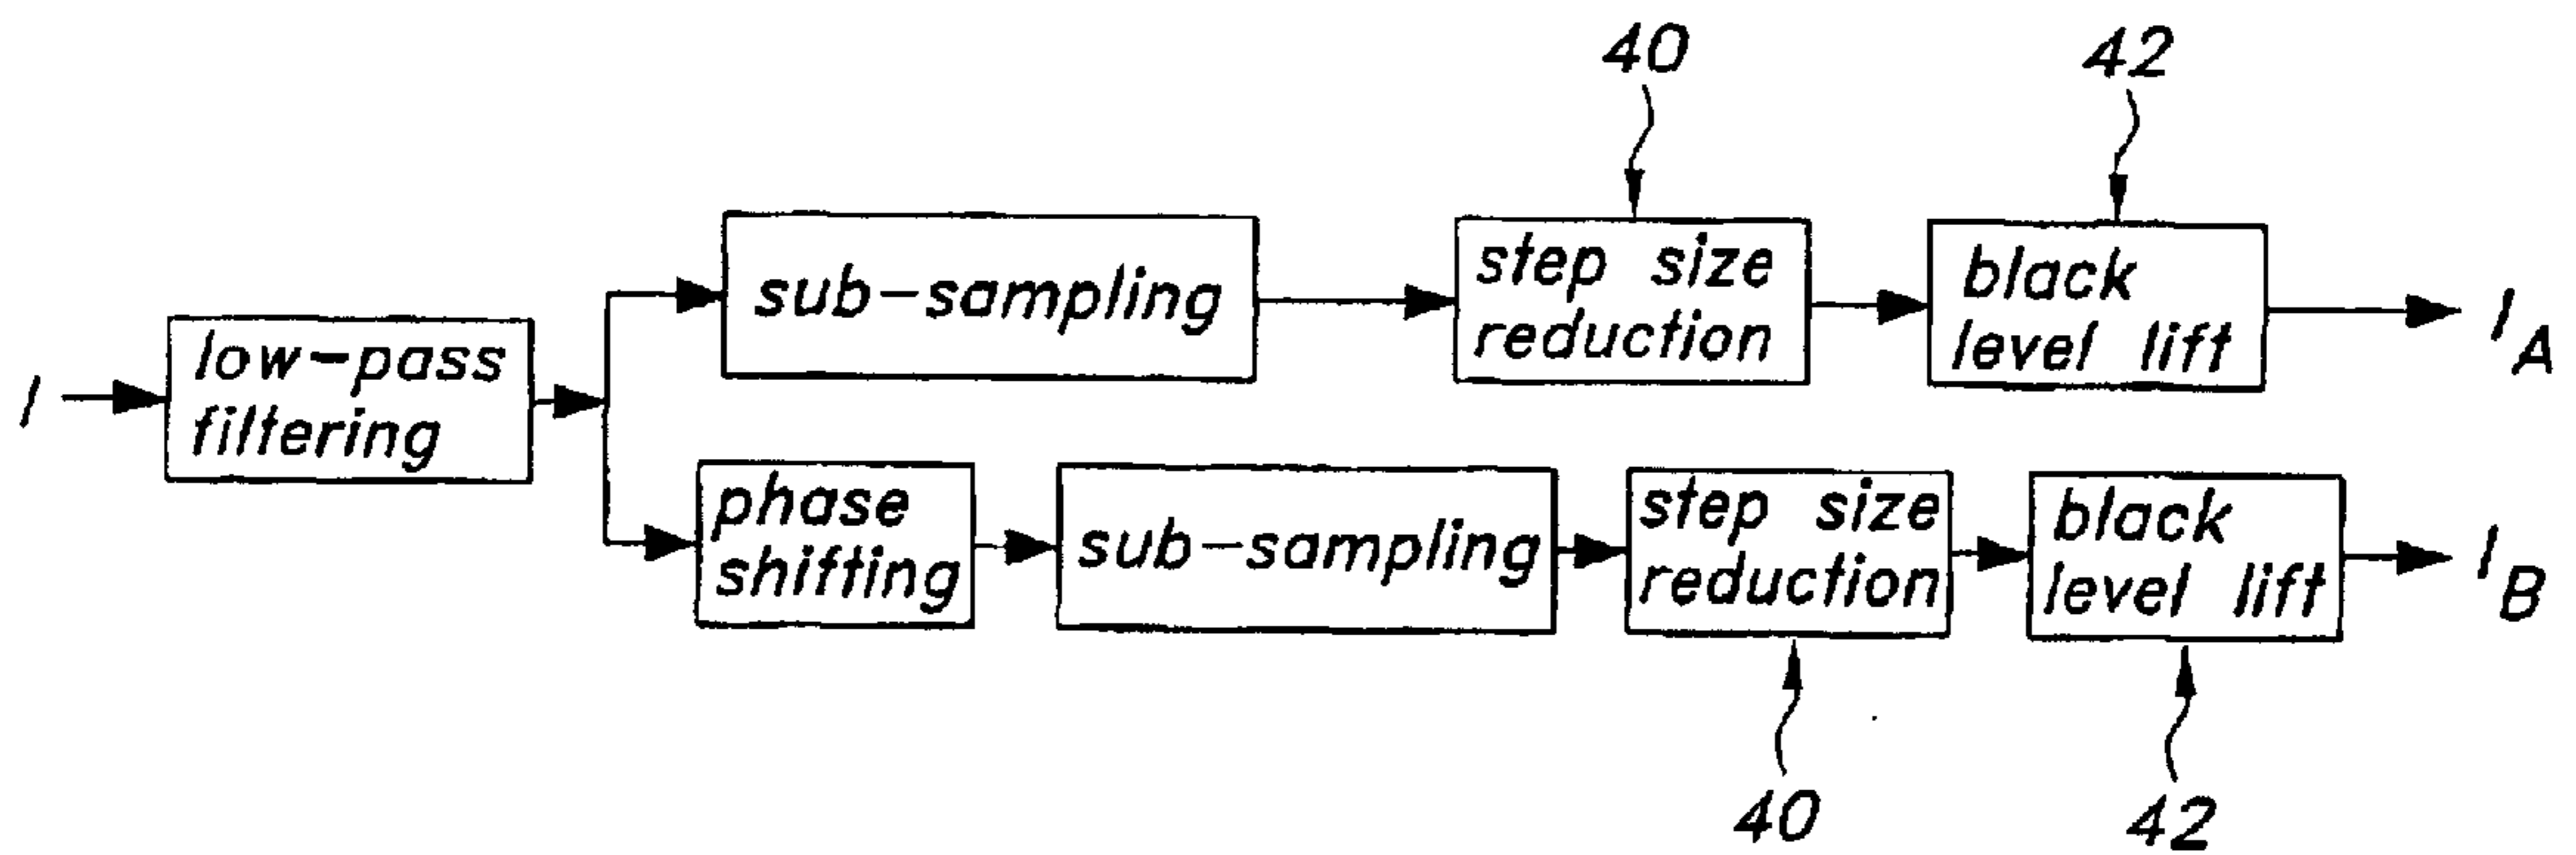 40
42
sub-sampling
step size
reduction
black
level lift
I_A
I
low-pass
filtering
phase
shifting
sub-sampling
step size
reduction
black
level lift
I_B
40
42